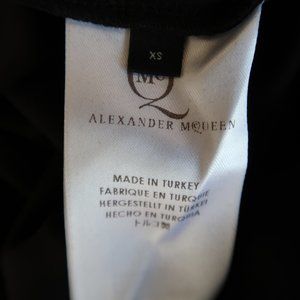 XS
McQ
ALEXANDER McQUEEN
MADE IN TURKEY
FABRIQUE EN TURQUIE
HERGESTELLT IN TÜRKEI
HECHO EN TURQUIA
トルコ製